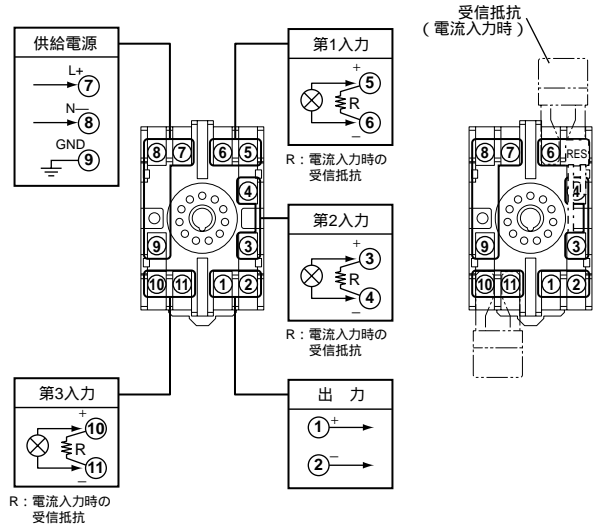 供給電源
L+
⑦
N—
⑧
GND
⑨
第1入力
+
⑤
R
⑥
–
R：電流入力時の
受信抵抗
第2入力
+
③
R
④
–
R：電流入力時の
受信抵抗
第3入力
+
⑩
R
⑪
–
R：電流入力時の
受信抵抗
出　力
① +
② –
⑧ ⑦ ⑥ ⑤
④
⑨ ③
⑩ ⑪ ① ②
受信抵抗
（電流入力時）
⑧ ⑦ ⑥ RES
④
⑨ ③
⑩ ⑪ ① ②